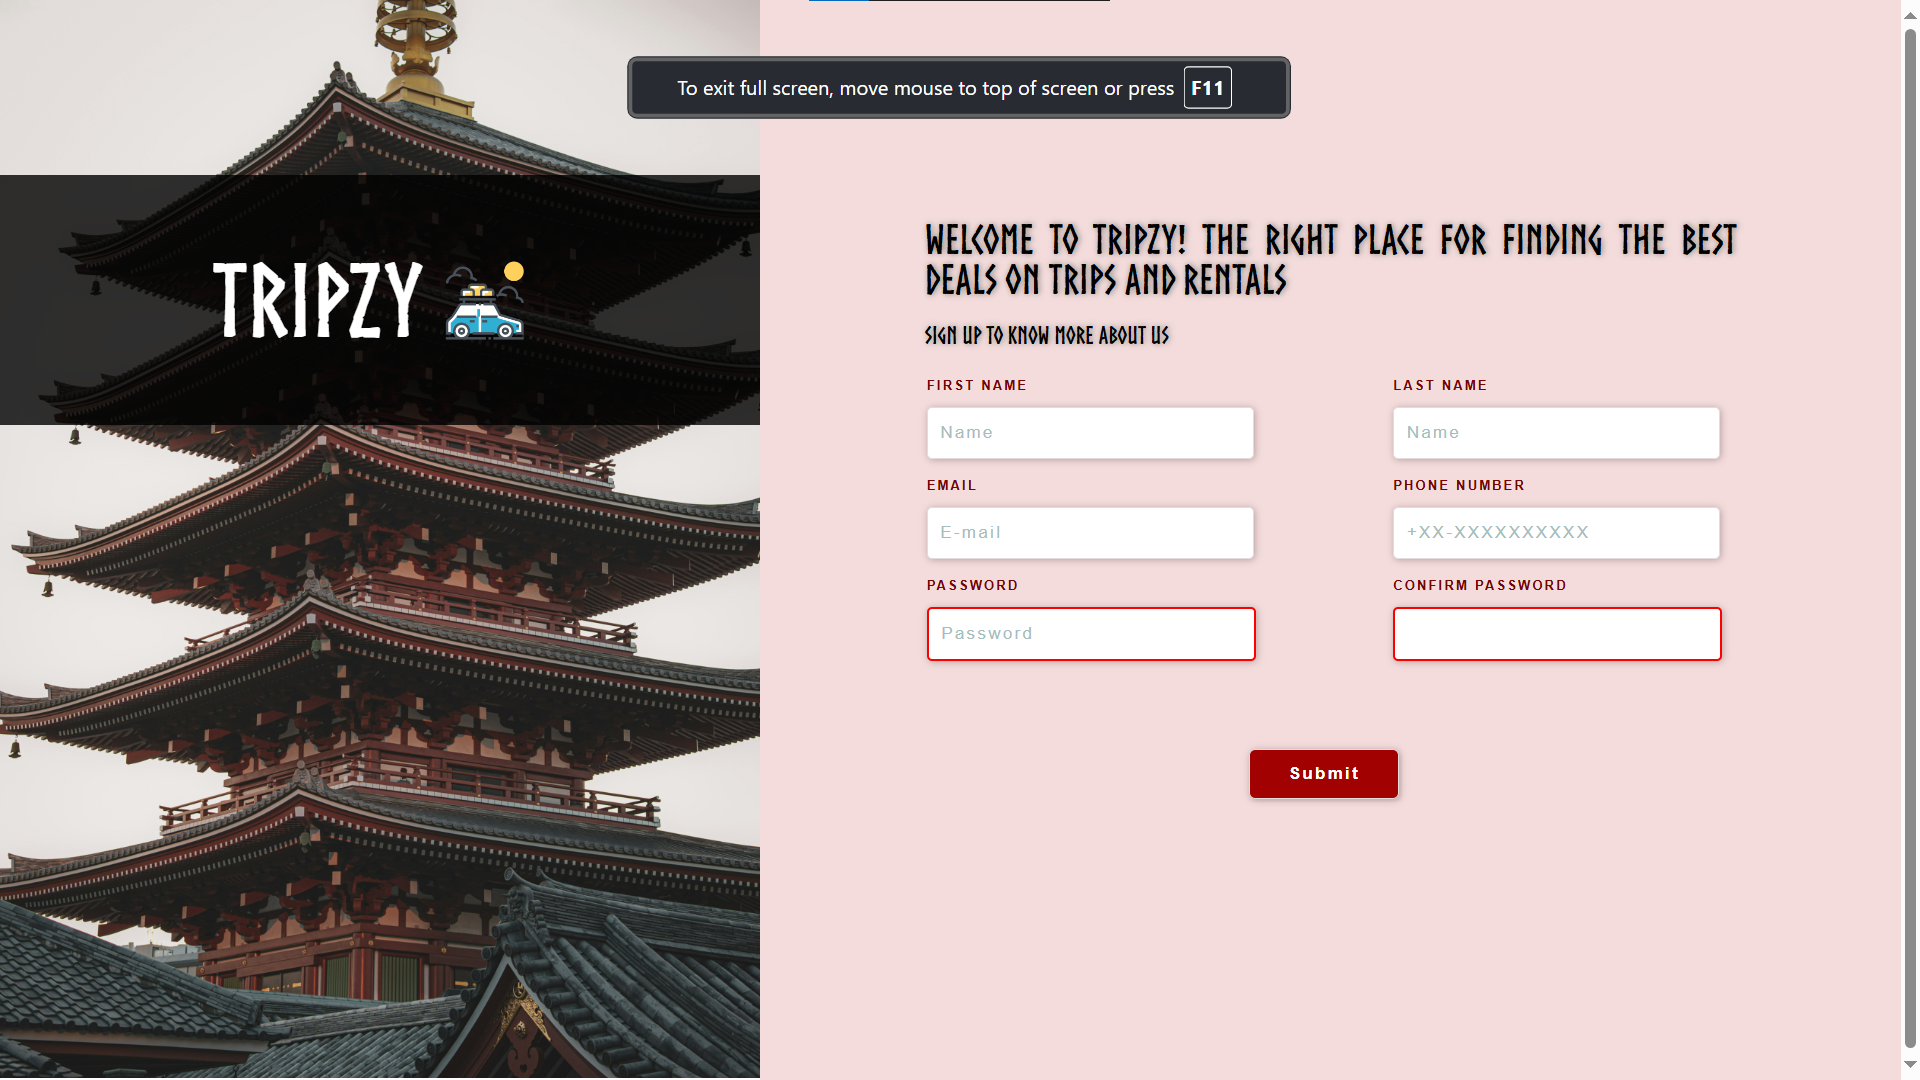 To exit full screen, move mouse to top of screen or press F11
TRIPZY
WELCOME TO TRIPZY! THE RIGHT PLACE FOR FINDING THE BEST
DEALS ON TRIPS AND RENTALS
SIGN UP TO KNOW MORE ABOUT US
FIRST NAME
LAST NAME
Name
Name
EMAIL
PHONE NUMBER
E-mail
+XX-XXXXXXXXXX
PASSWORD
CONFIRM PASSWORD
Password
Submit